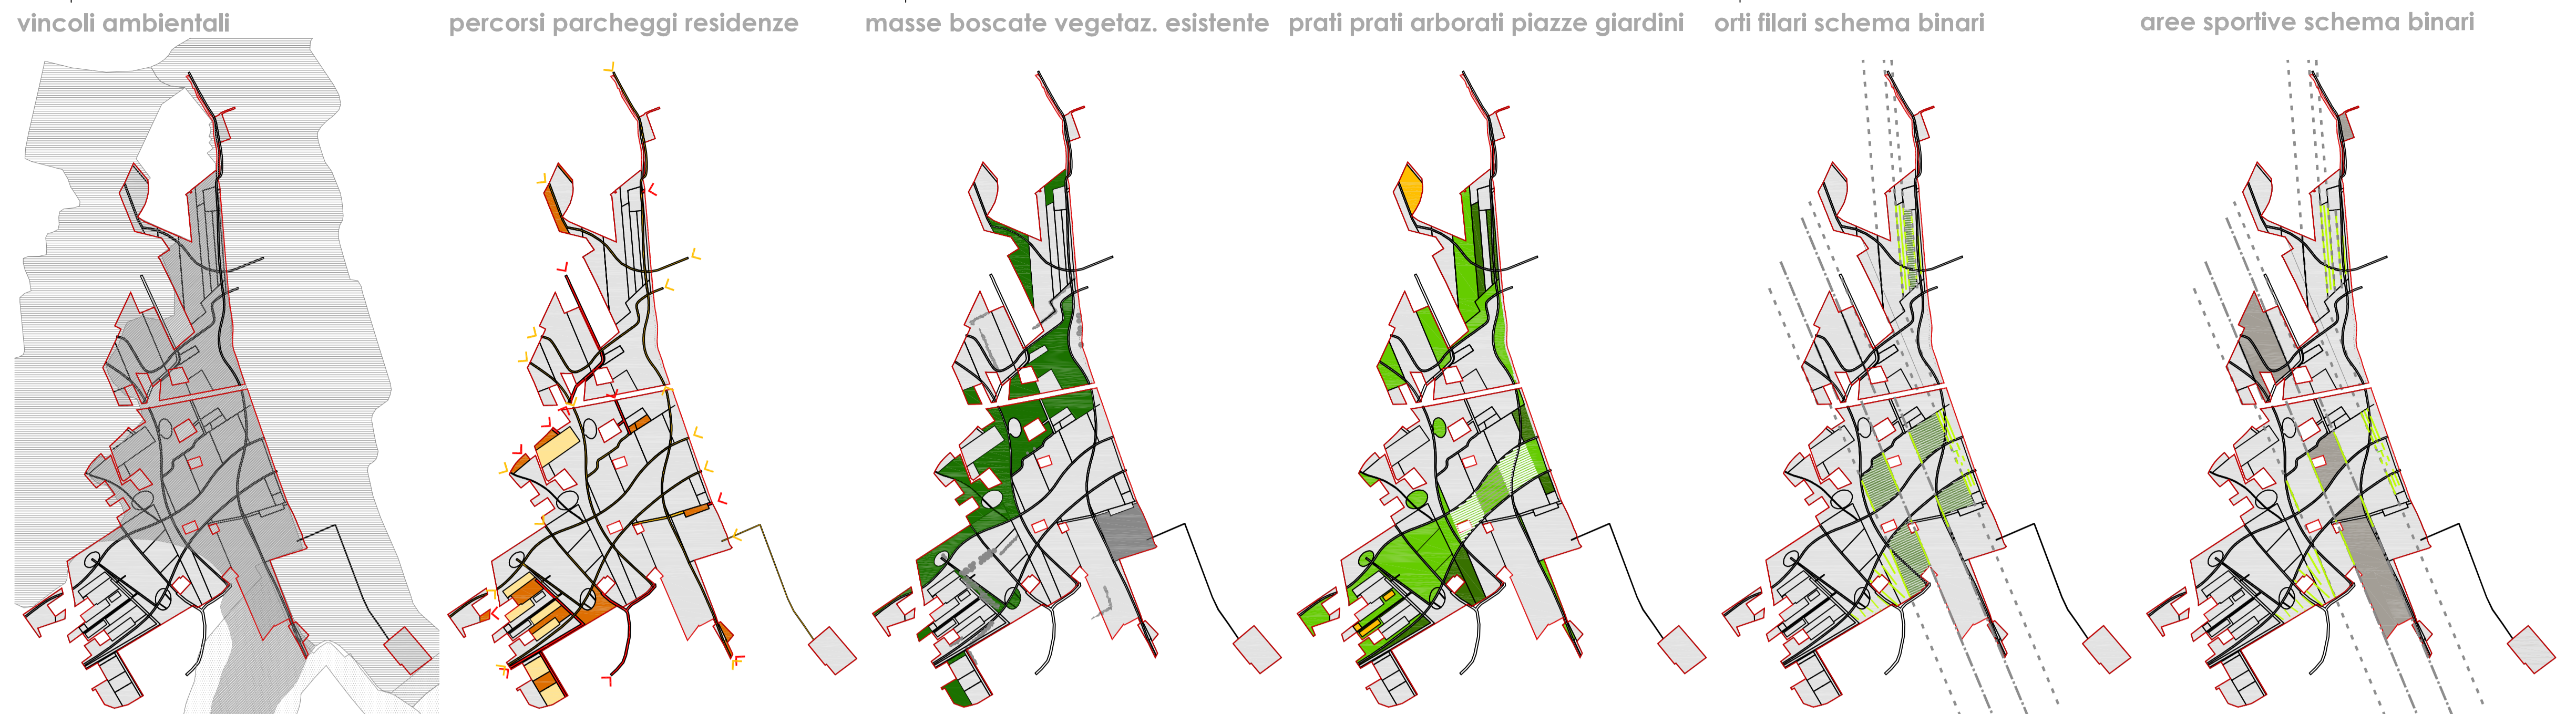 vincoli ambientali
percorsi parcheggi residenze
masse boscate vegetaz. esistente
prati prati arborati piazze giardini
orti filari schema binari
aree sportive schema binari